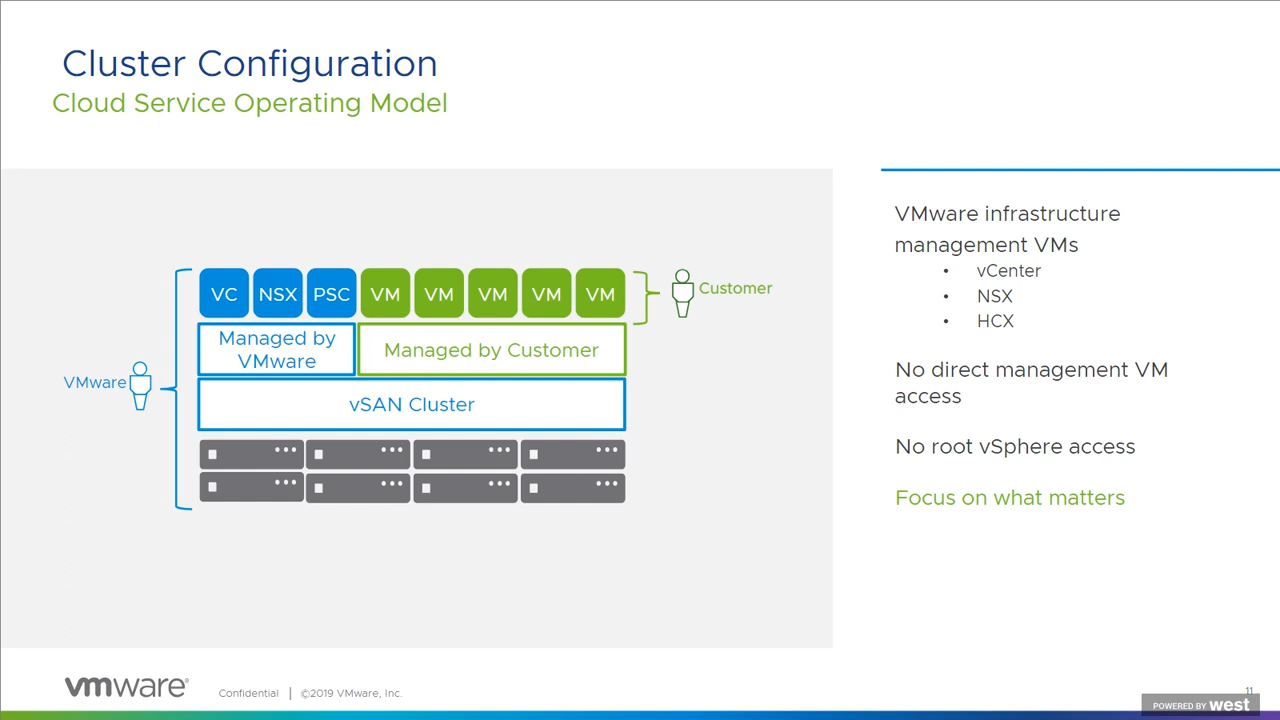 Cluster Configuration
Cloud Service Operating Model
VC NSX PSC VM VM VM VM VM
Customer
Managed by
VMware
Managed by Customer
VMware
vSAN Cluster
VMware infrastructure
management VMs
• vCenter
• NSX
• HCX
No direct management VM
access
No root vSphere access
Focus on what matters
vmware®
Confidential | ©2019 VMware, Inc.
11
POWERED BY west